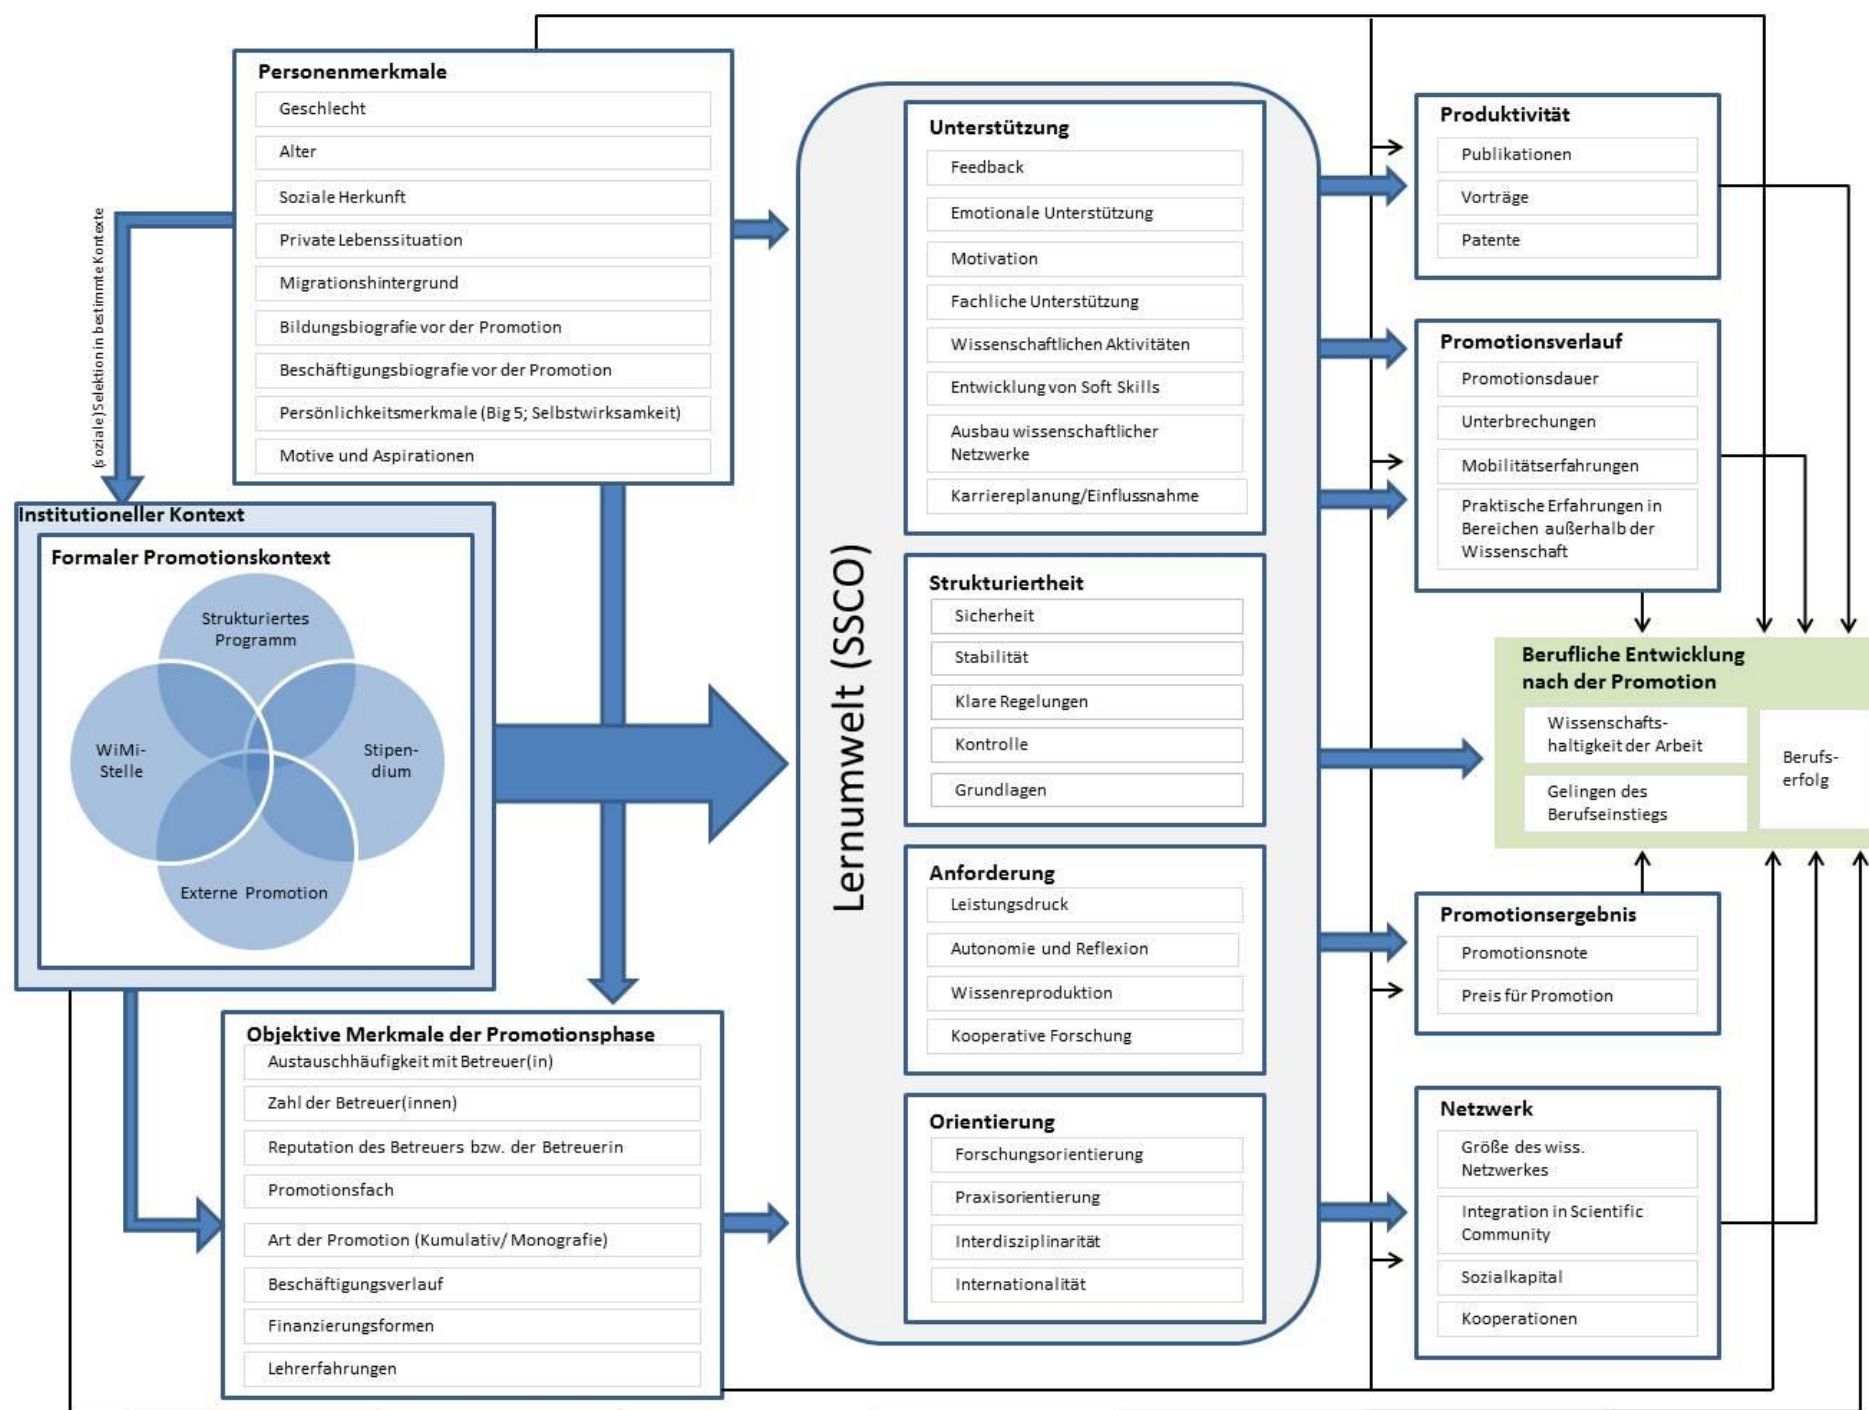 Personenmerkmale
Geschlecht
Alter
Soziale Herkunft
Private Lebenssituation
Migrationshintergrund
Bildungsbiografie vor der Promotion
Beschäftigungsbiografie vor der Promotion
Persönlichkeitsmerkmale (Big 5; Selbstwirksamkeit)
Motive und Aspirationen
(soziale) Selektion in bestimmte Kontexte
Institutioneller Kontext
Formaler Promotionskontext
Strukturiertes
Programm
WiMi-
Stelle
Stipen-
dium
Externe Promotion
Objektive Merkmale der Promotionsphase
Austauschhäufigkeit mit Betreuer(in)
Zahl der Betreuer(innen)
Reputation des Betreuers bzw. der Betreuerin
Promotionsfach
Art der Promotion (Kumulativ/ Monografie)
Beschäftigungsverlauf
Finanzierungsformen
Lehrerfahrungen
Lernumwelt (SSCO)
Unterstützung
Feedback
Emotionale Unterstützung
Motivation
Fachliche Unterstützung
Wissenschaftlichen Aktivitäten
Entwicklung von Soft Skills
Ausbau wissenschaftlicher
Netzwerke
Karriereplanung/Einflussnahme
Strukturiertheit
Sicherheit
Stabilität
Klare Regelungen
Kontrolle
Grundlagen
Anforderung
Leistungsdruck
Autonomie und Reflexion
Wissenreproduktion
Kooperative Forschung
Orientierung
Forschungsorientierung
Praxisorientierung
Interdisziplinarität
Internationalität
Produktivität
Publikationen
Vorträge
Patente
Promotionsverlauf
Promotionsdauer
Unterbrechungen
Mobilitätserfahrungen
Praktische Erfahrungen in
Bereichen außerhalb der
Wissenschaft
Berufliche Entwicklung
nach der Promotion
Wissenschafts-
haltigkeit der Arbeit
Gelingen des
Berufseinstiegs
Berufs-
erfolg
Promotionsergebnis
Promotionsnote
Preis für Promotion
Netzwerk
Größe des wiss.
Netzwerkes
Integration in Scientific
Community
Sozialkapital
Kooperationen